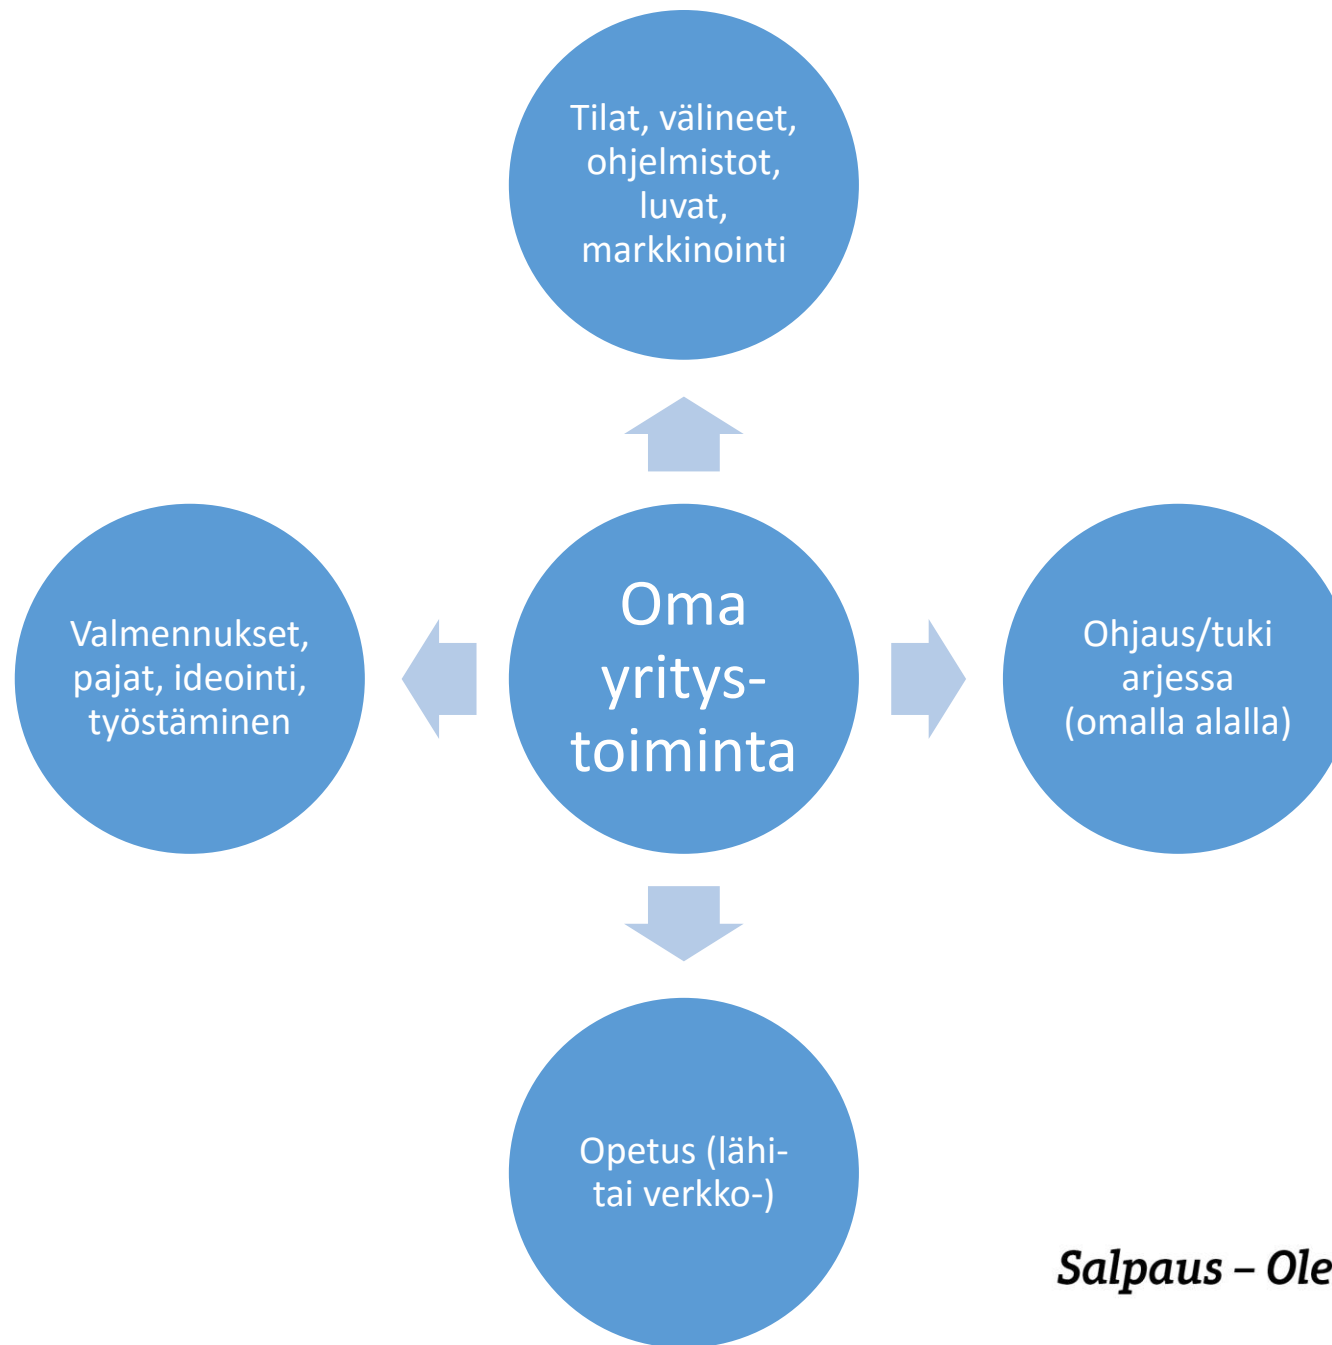 Tilat, välineet,
ohjelmistot,
luvat,
markkinointi
Valmennukset,
pajat, ideointi,
työstäminen
Oma
yritys-
toiminta
Ohjaus/tuki
arjessa
(omalla alalla)
Opetus (lähi-
tai verkko-)
Salpaus – Ole